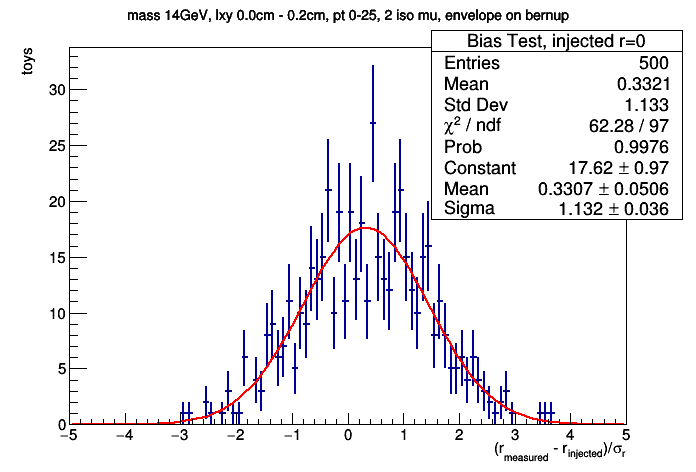 mass 14GeV, lxy 0.0cm - 0.2cm, pt 0-25, 2 iso mu, envelope on bernup
Bias Test, injected r=0
Entries 500
Mean 0.3321
Std Dev 1.133
χ² / ndf 62.28 / 97
Prob 0.9976
Constant 17.62 ± 0.97
Mean 0.3307 ± 0.0506
Sigma 1.132 ± 0.036
toys
30
25
20
15
10
5
0
−5 −4 −3 −2 −1 0 1 2 3 4 5
(r_measured - r_injected)/σ_r